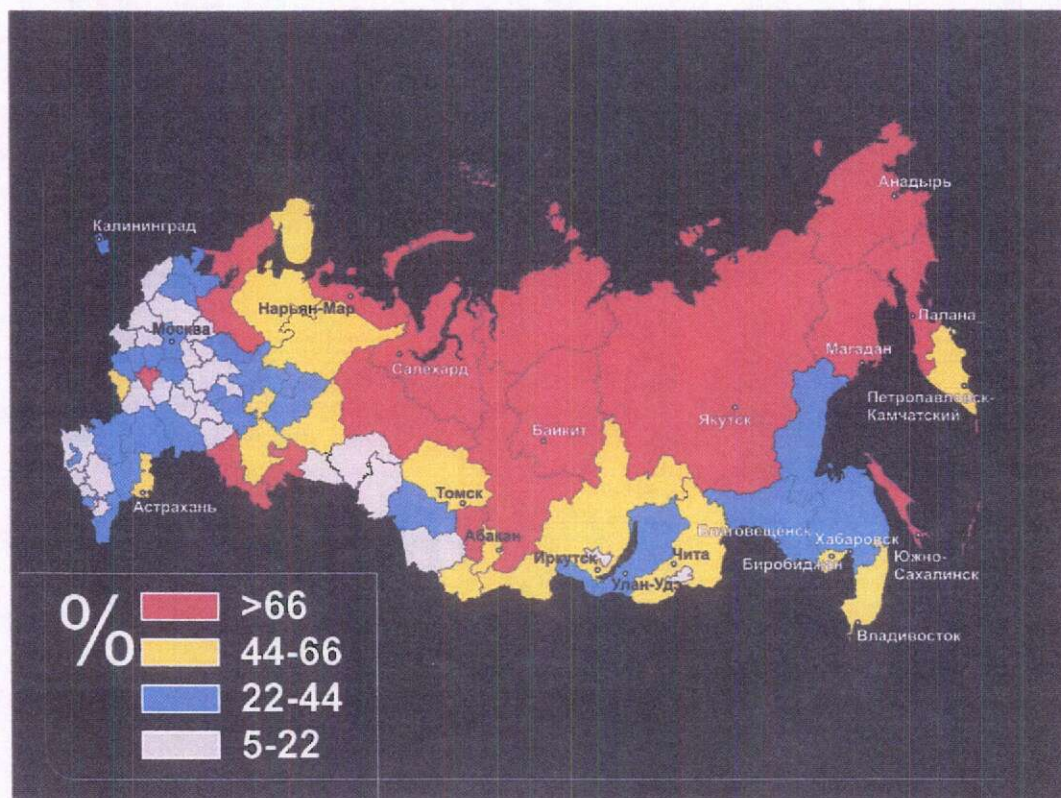 Анадырь
Калининград
Нарьян-Мар
Палана
Москва
Магадан
Салехард
Петропавловск-
Камчатский
Якутск
Байкит
Томск
Астрахань
Благовещенск
Хабаровск
Абакан
Чита
Иркутск
Биробиджан
Южно-
Сахалинск
Улан-Удэ
Владивосток
%
>66
44-66
22-44
5-22